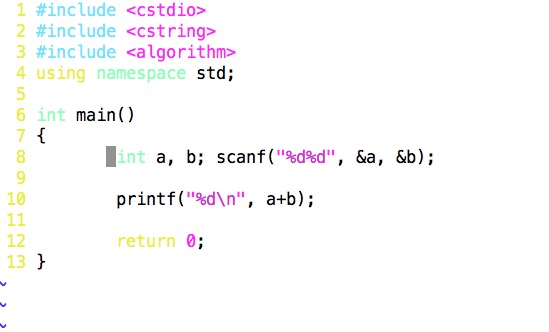 1 #include <cstdio>
2 #include <cstring>
3 #include <algorithm>
4 using namespace std;
5
6 int main()
7 {
8         int a, b; scanf("%d%d", &a, &b);
9
10         printf("%d\n", a+b);
11
12         return 0;
13 }
~
~
~